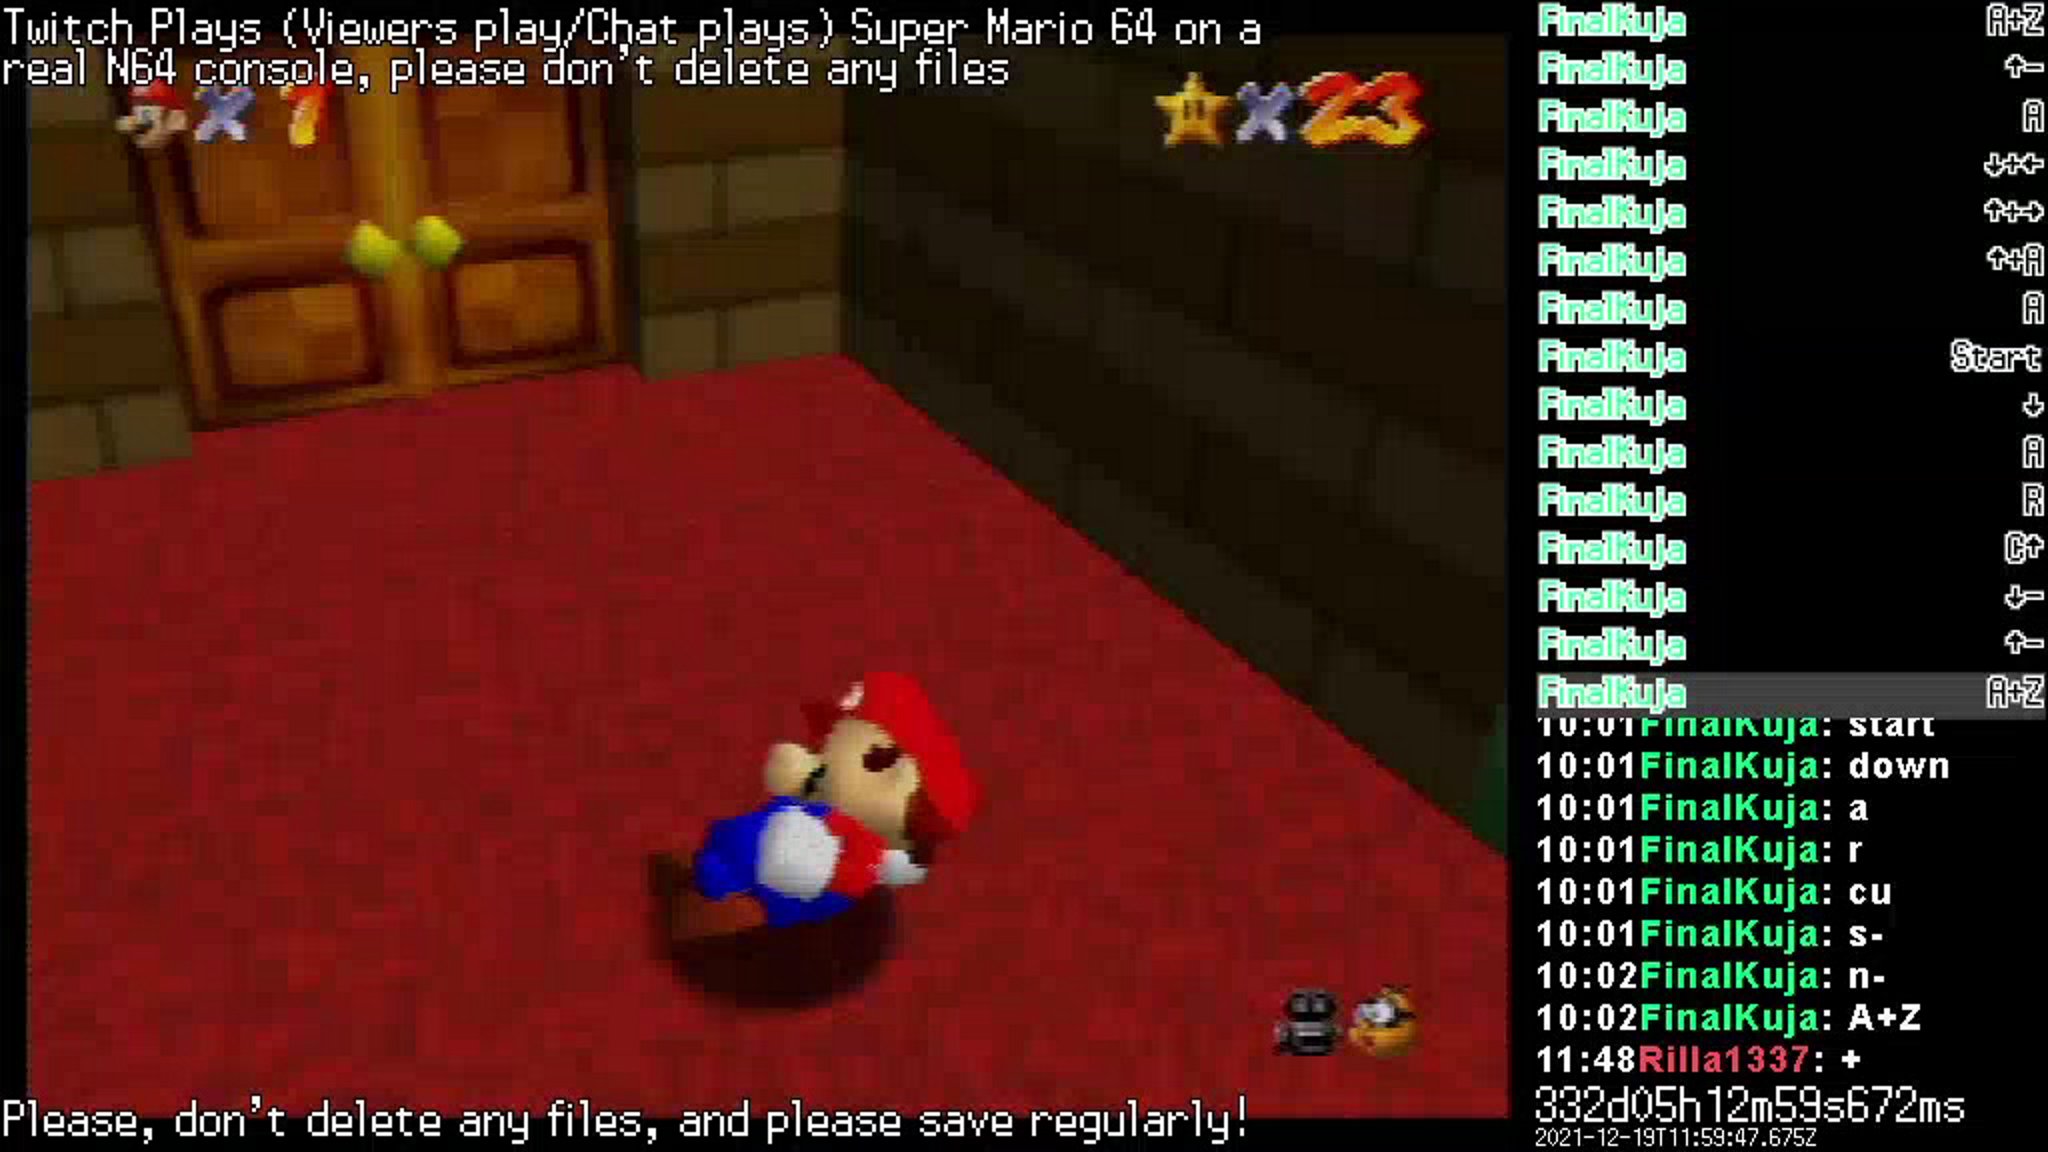 Twitch Plays (Viewers play/Chat plays) Super Mario 64 on a
real N64 console, please don't delete any files
x 7
x 23
FinalKuja A+Z
FinalKuja ↑-
FinalKuja A
FinalKuja ↓+←
FinalKuja ↑+→
FinalKuja ↑+A
FinalKuja A
FinalKuja Start
FinalKuja ↓
FinalKuja A
FinalKuja R
FinalKuja C↑
FinalKuja ↓-
FinalKuja ↑-
FinalKuja A+Z
10:01FinalKuja: start
10:01FinalKuja: down
10:01FinalKuja: a
10:01FinalKuja: r
10:01FinalKuja: cu
10:01FinalKuja: s-
10:02FinalKuja: n-
10:02FinalKuja: A+Z
11:48Rilla1337: +
332d05h12m59s672ms
2021-12-19T11:59:47.675Z
Please, don't delete any files, and please save regularly!